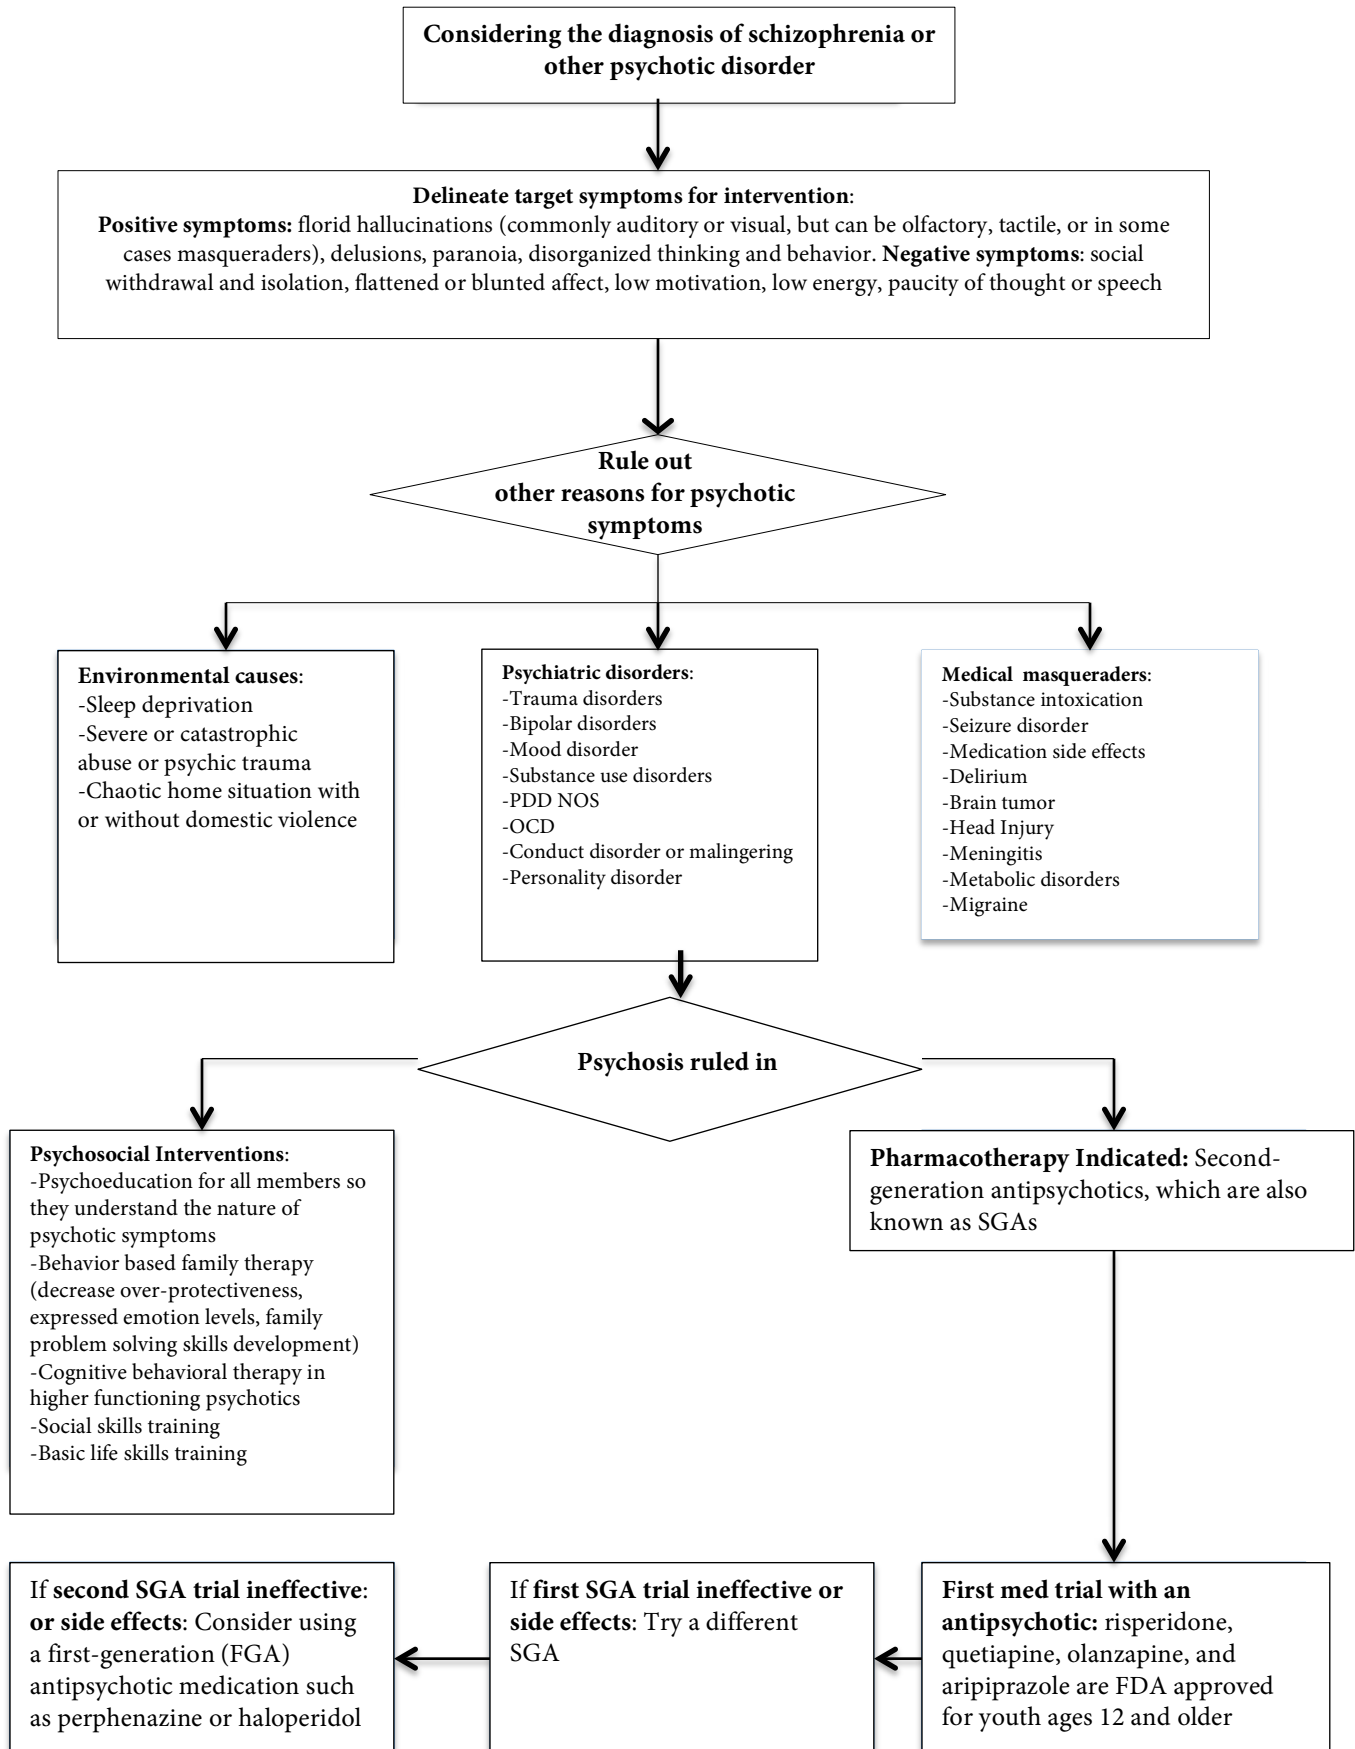 Considering the diagnosis of schizophrenia or
other psychotic disorder
Delineate target symptoms for intervention:
Positive symptoms: florid hallucinations (commonly auditory or visual, but can be olfactory, tactile, or in some
cases masqueraders), delusions, paranoia, disorganized thinking and behavior. Negative symptoms: social
withdrawal and isolation, flattened or blunted affect, low motivation, low energy, paucity of thought or speech
Rule out
other reasons for psychotic
symptoms
Environmental causes:
-Sleep deprivation
-Severe or catastrophic
abuse or psychic trauma
-Chaotic home situation with
or without domestic violence
Psychiatric disorders:
-Trauma disorders
-Bipolar disorders
-Mood disorder
-Substance use disorders
-PDD NOS
-OCD
-Conduct disorder or malingering
-Personality disorder
Medical  masqueraders:
-Substance intoxication
-Seizure disorder
-Medication side effects
-Delirium
-Brain tumor
-Head Injury
-Meningitis
-Metabolic disorders
-Migraine
Psychosis ruled in
Psychosocial Interventions:
-Psychoeducation for all members so
they understand the nature of
psychotic symptoms
-Behavior based family therapy
(decrease over-protectiveness,
expressed emotion levels, family
problem solving skills development)
-Cognitive behavioral therapy in
higher functioning psychotics
-Social skills training
-Basic life skills training
Pharmacotherapy Indicated: Second-
generation antipsychotics, which are also
known as SGAs
First med trial with an
antipsychotic: risperidone,
quetiapine, olanzapine, and
aripiprazole are FDA approved
for youth ages 12 and older
If first SGA trial ineffective or
side effects: Try a different
SGA
If second SGA trial ineffective:
or side effects: Consider using
a first-generation (FGA)
antipsychotic medication such
as perphenazine or haloperidol